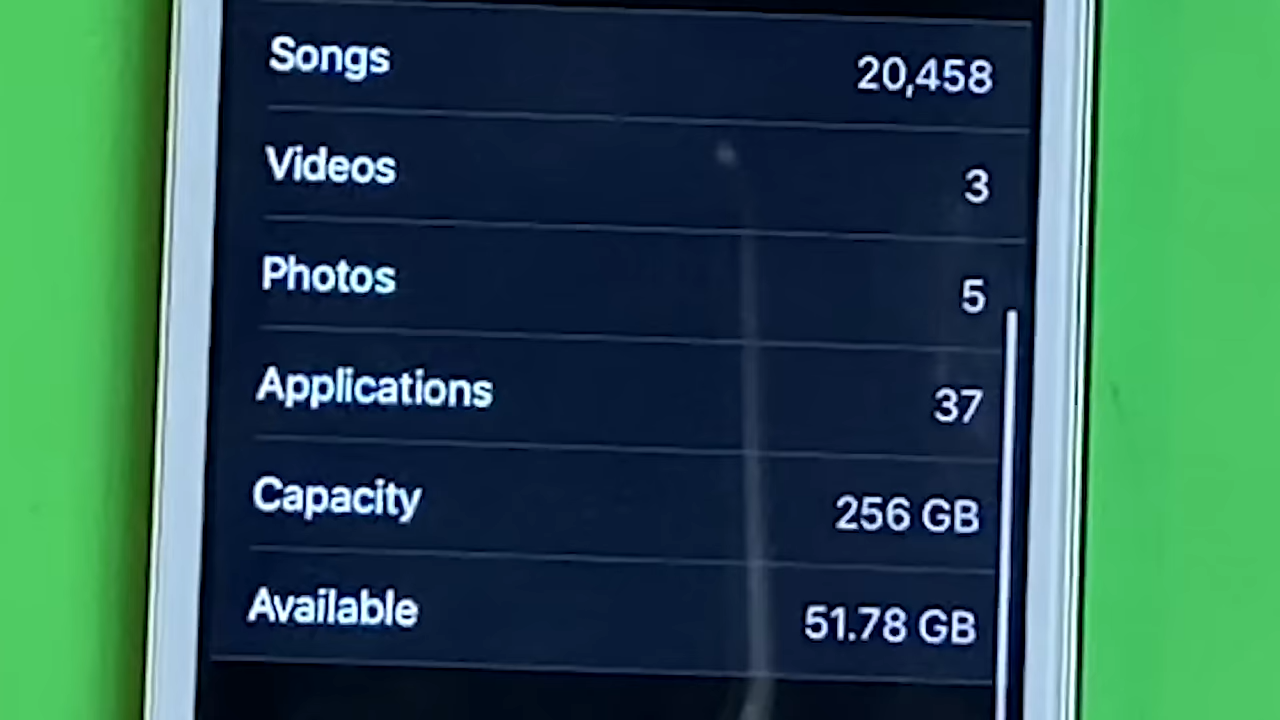 Songs 20,458
Videos 3
Photos 5
Applications 37
Capacity 256 GB
Available 51.78 GB